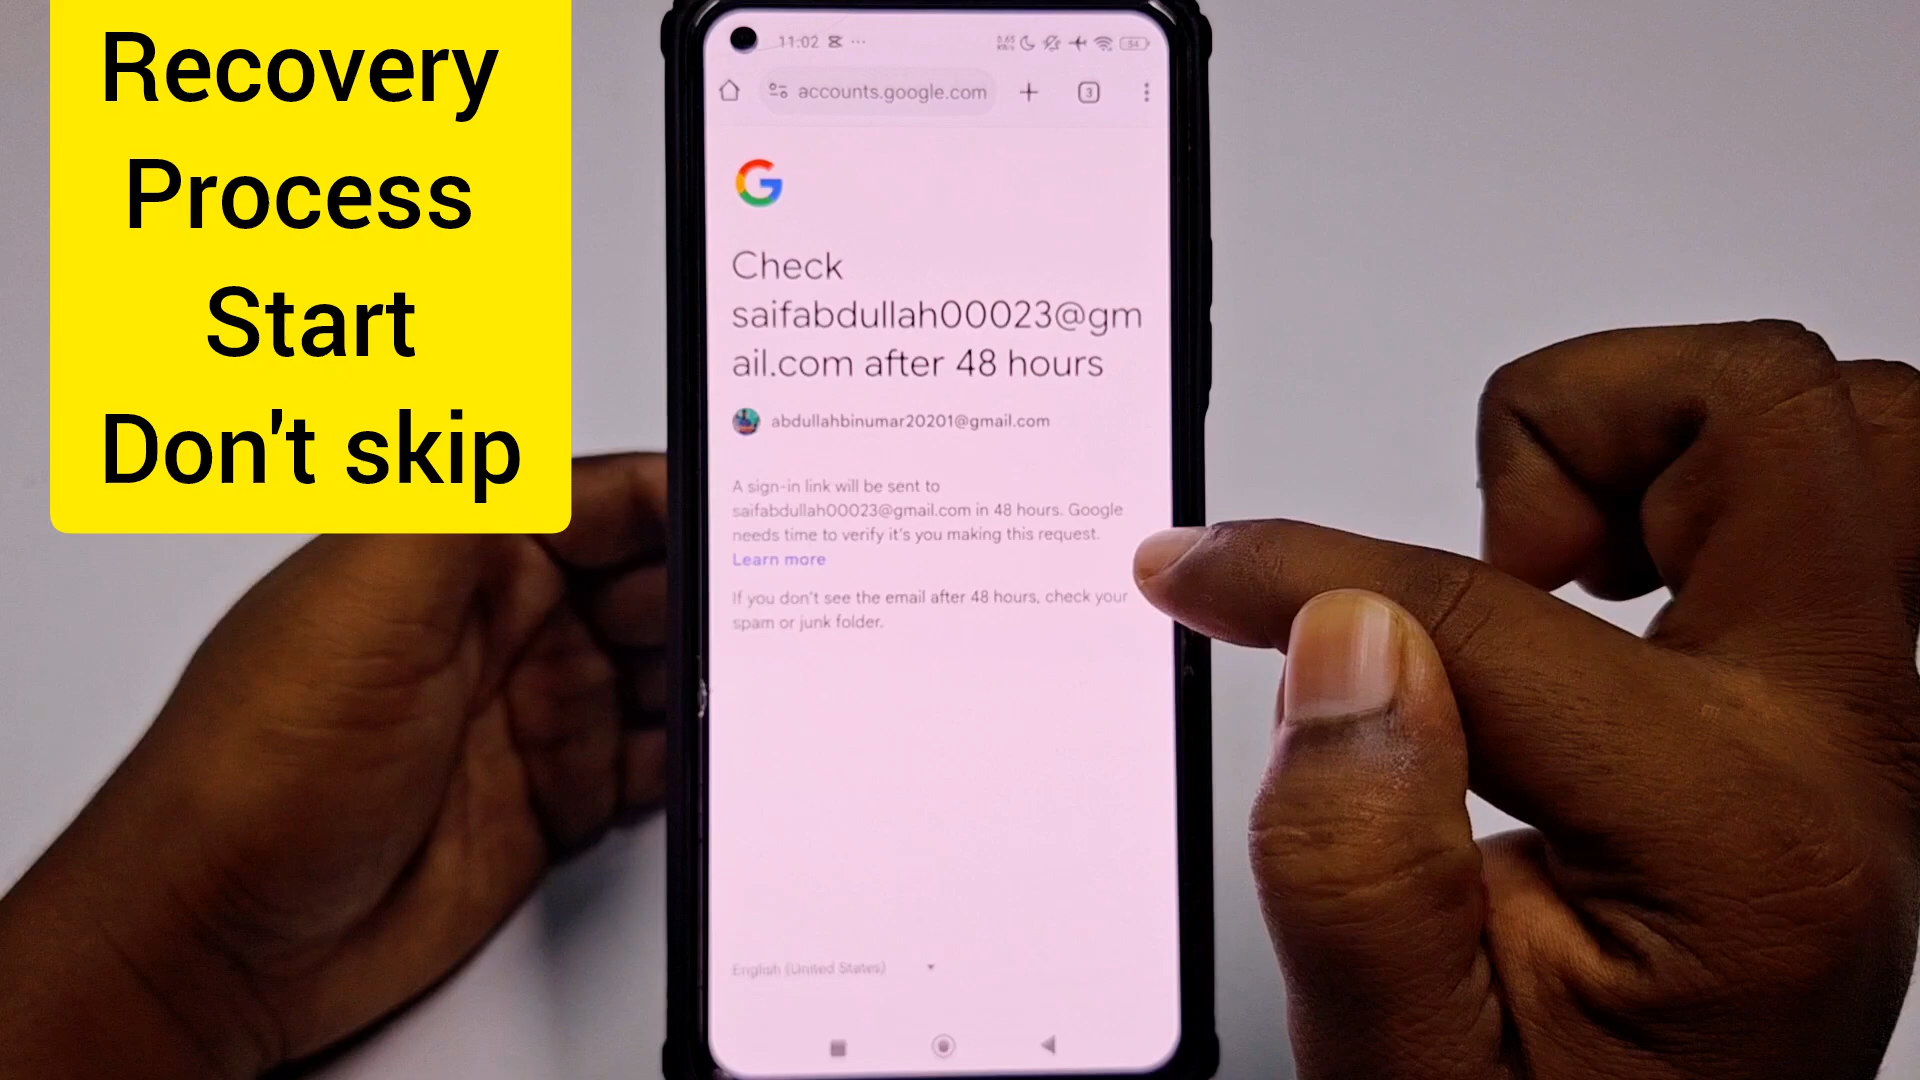 Recovery
Process
Start
Don't skip
11:02
54
accounts.google.com
3
Check
saifabdullah00023@gm
ail.com after 48 hours
abdullahbinumar20201@gmail.com
A sign-in link will be sent to
saifabdullah00023@gmail.com in 48 hours. Google
needs time to verify it's you making this request.
Learn more
If you don't see the email after 48 hours, check your
spam or junk folder.
English (United States)